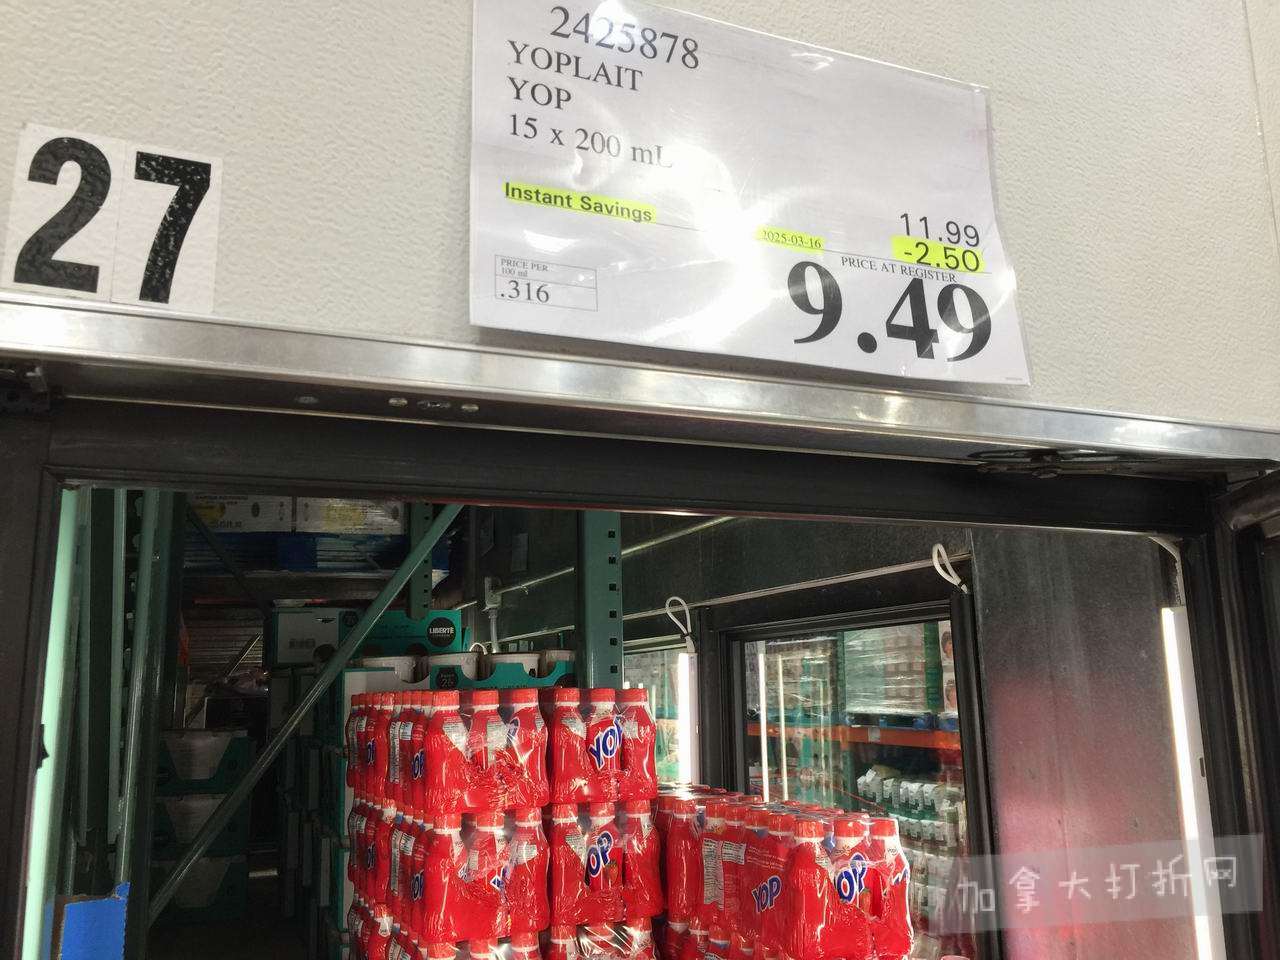 2425878
YOPLAIT
YOP
15 x 200 mL
Instant Savings
2025-03-16
11.99
-2.50
PRICE AT REGISTER
9.49
PRICE PER
100 ml
.316
27
LIBERTÉ
YOP
YOP
YOP
YOP
加拿大打折网